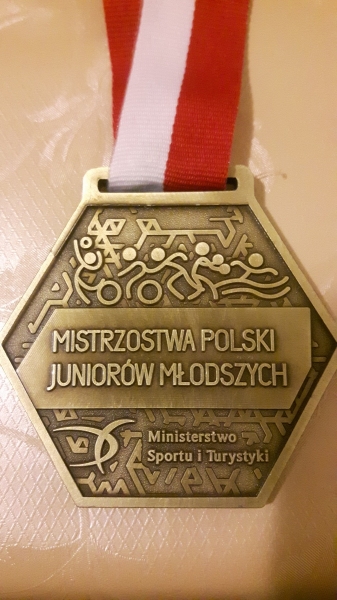 MISTRZOSTWA POLSKI
JUNIORÓW MŁODSZYCH
Ministerstwo
Sportu i Turystyki